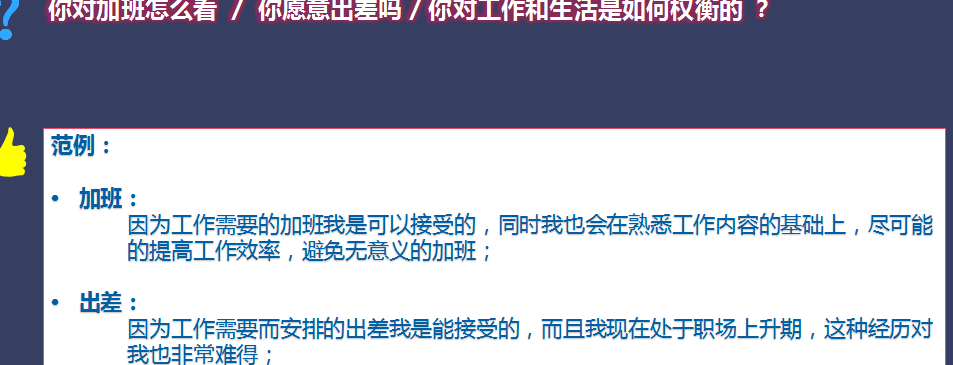 你对加班怎么看 / 你愿意出差吗 / 你对工作和生活是如何权衡的 ？
范例：
• 加班：
因为工作需要的加班我是可以接受的，同时我也会在熟悉工作内容的基础上，尽可能
的提高工作效率，避免无意义的加班；
• 出差：
因为工作需要而安排的出差我是能接受的，而且我现在处于职场上升期，这种经历对
我也非常难得；